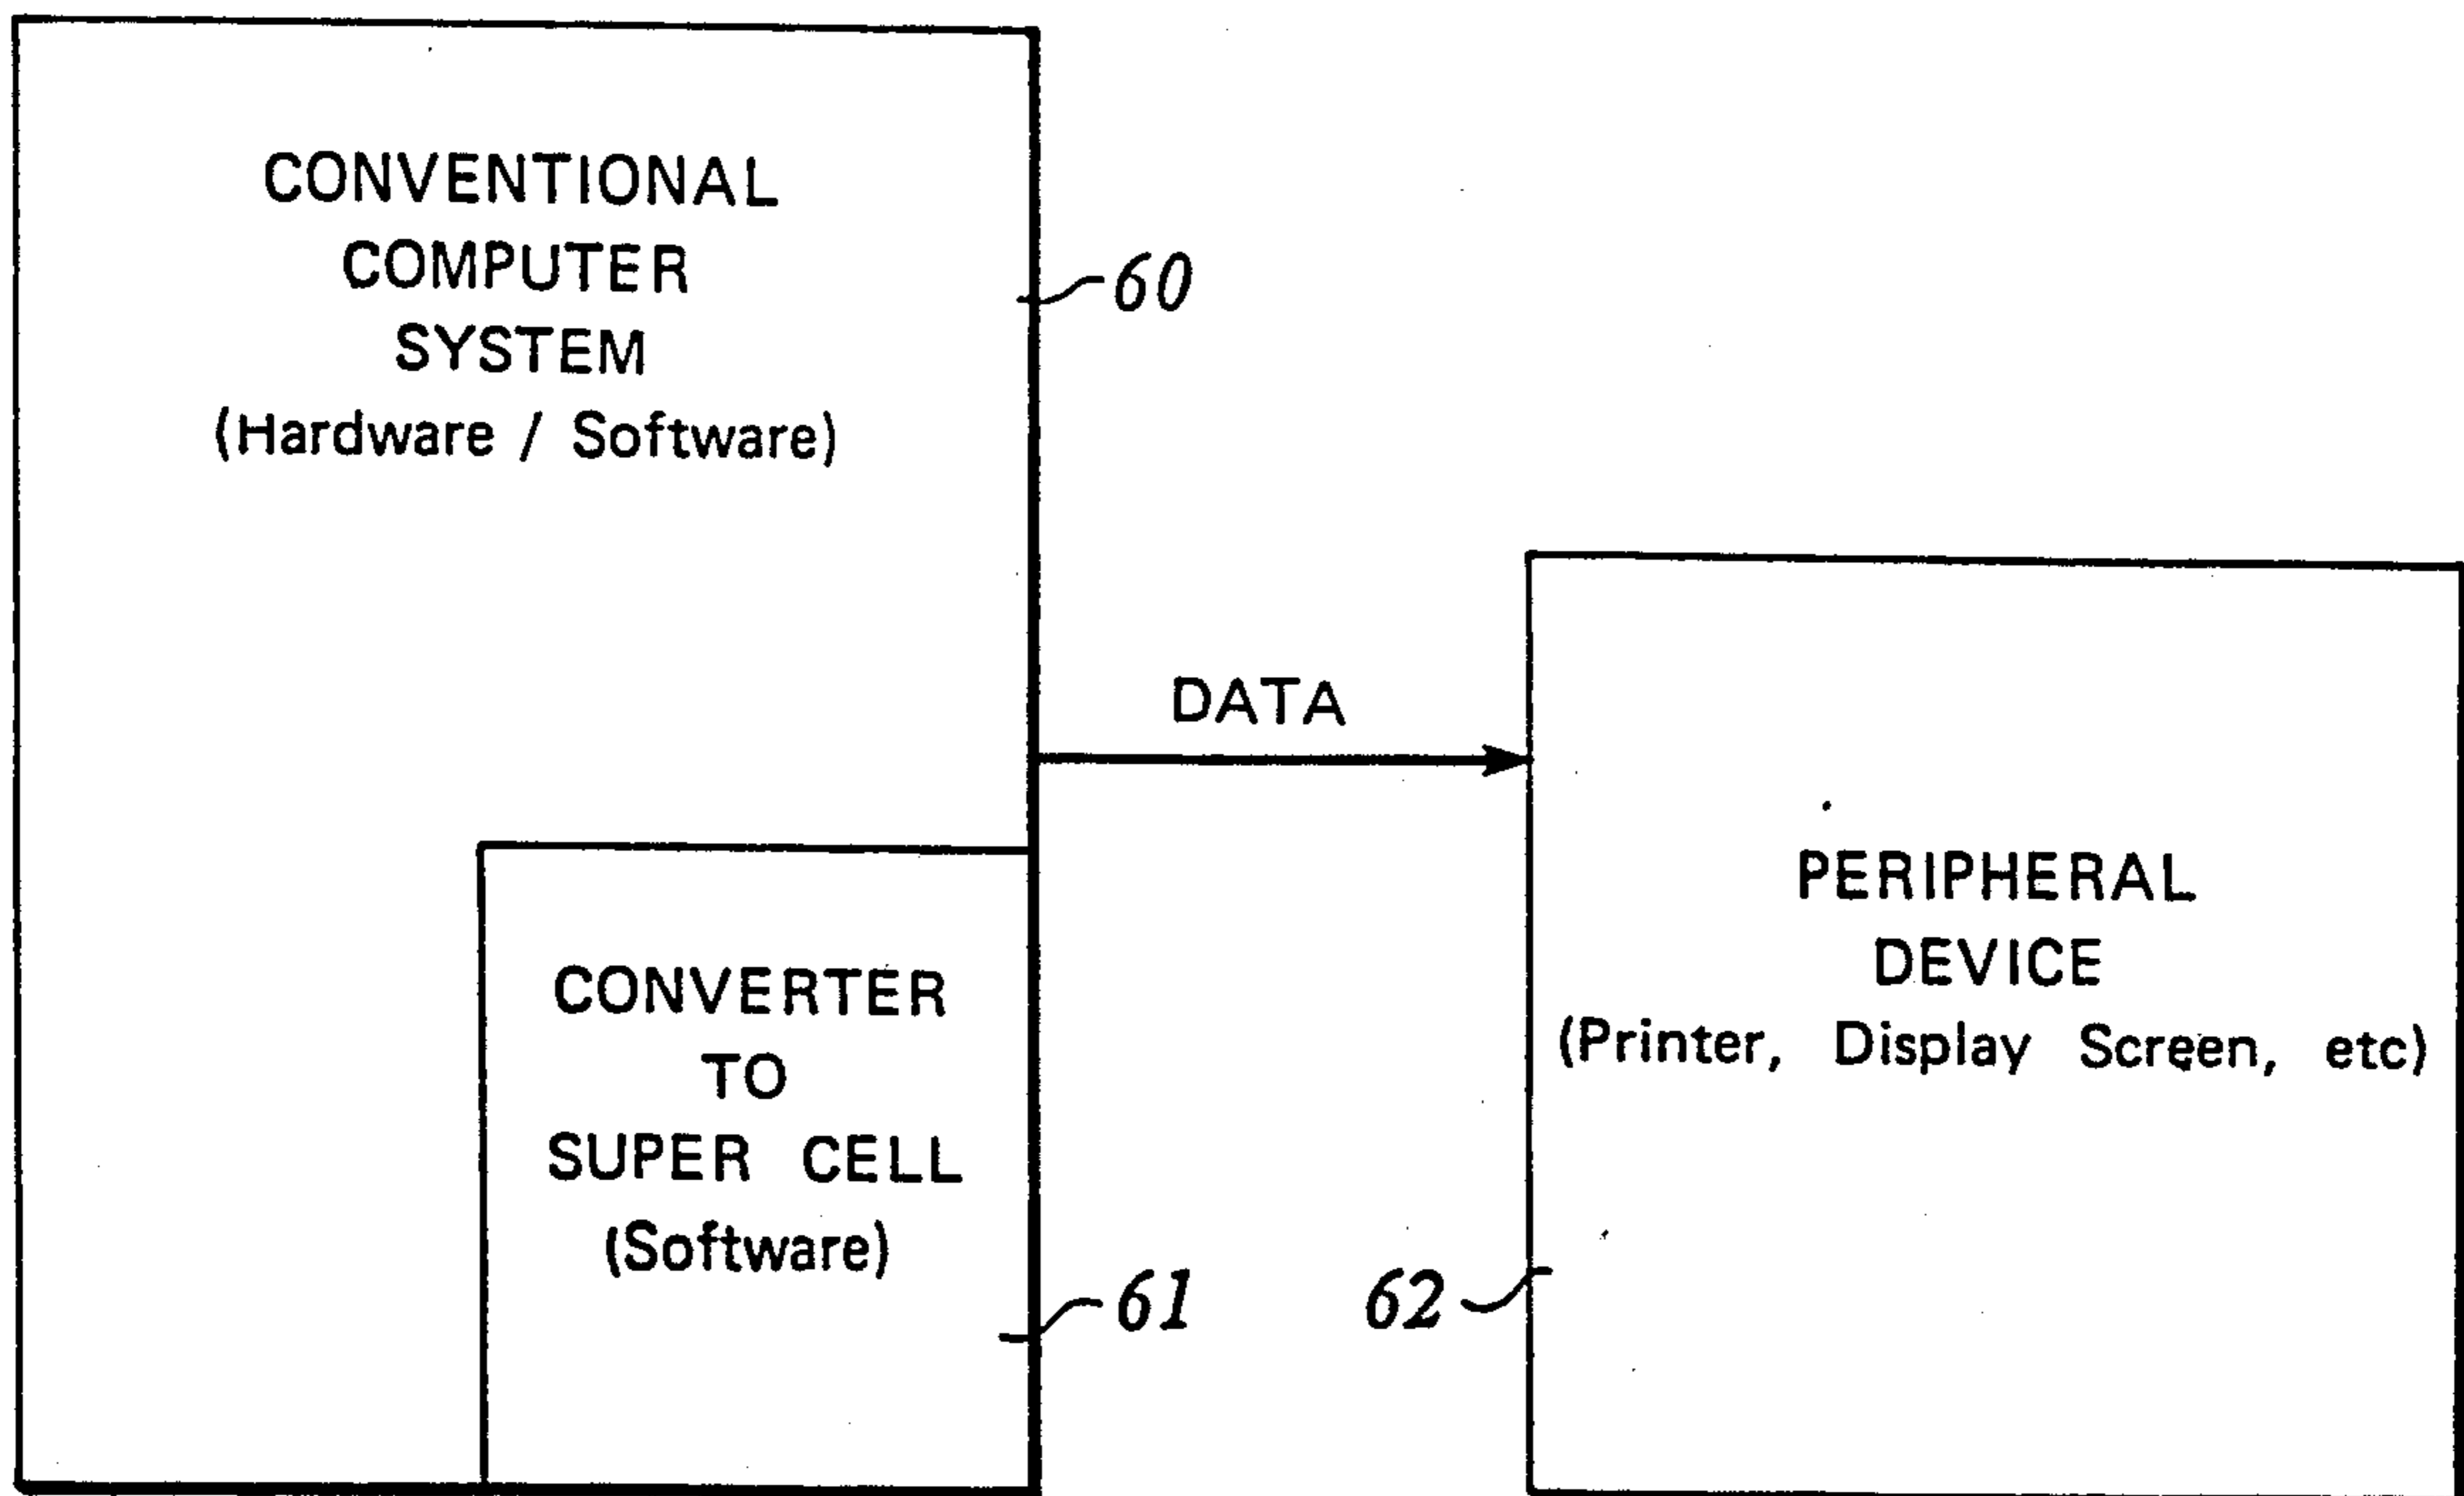 CONVENTIONAL
COMPUTER
SYSTEM
(Hardware / Software)
60
DATA
CONVERTER
TO
SUPER CELL
(Software)
61
PERIPHERAL
DEVICE
(Printer, Display Screen, etc)
62